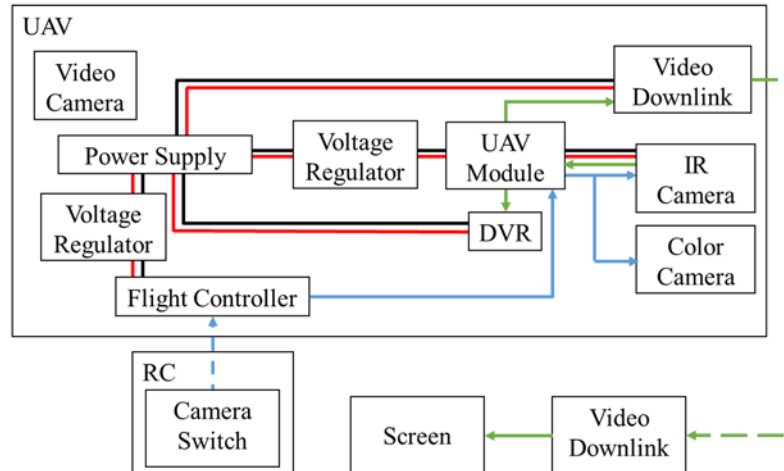 UAV
Video
Camera
Video
Downlink
Power Supply
Voltage
Regulator
UAV
Module
IR
Camera
Voltage
Regulator
DVR
Color
Camera
Flight Controller
RC
Camera
Switch
Screen
Video
Downlink